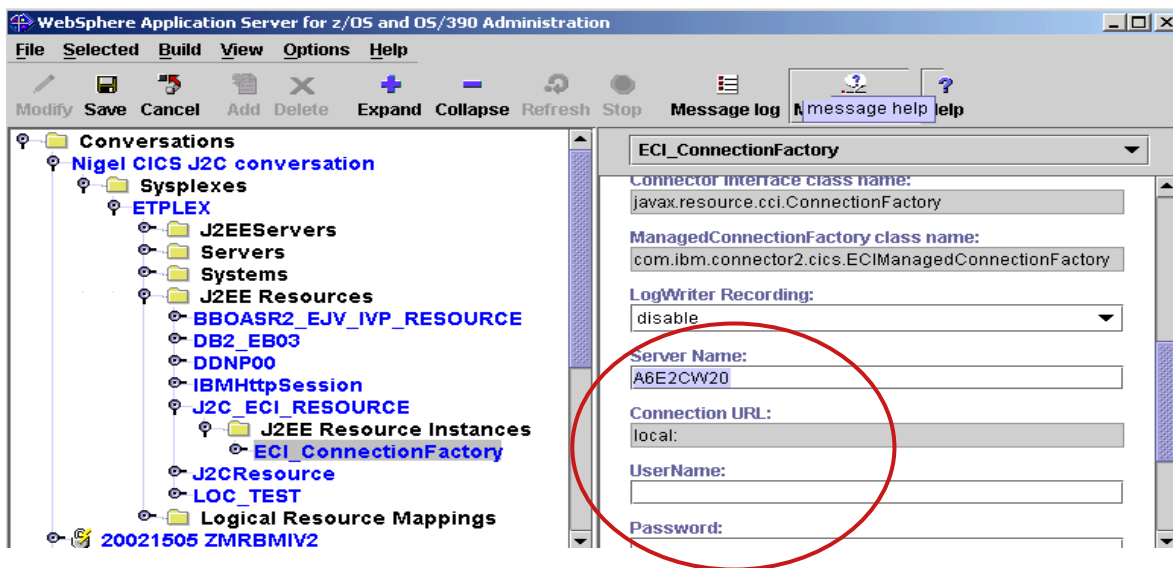 WebSphere Application Server for z/OS and OS/390 Administration
File Selected Build View Options Help
Modify Save Cancel Add Delete Expand Collapse Refresh Stop Message log message help elp
Conversations
Nigel CICS J2C conversation
Sysplexes
ETPLEX
J2EEServers
Servers
Systems
J2EE Resources
BBOASR2_EJV_IVP_RESOURCE
DB2_EB03
DDNP00
IBMHttpSession
J2C_ECI_RESOURCE
J2EE Resource Instances
ECI_ConnectionFactory
J2CResource
LOC_TEST
Logical Resource Mappings
20021505 ZMRBMIV2
ECI_ConnectionFactory
Connector Interface class name:
javax.resource.cci.ConnectionFactory
ManagedConnectionFactory class name:
com.ibm.connector2.cics.ECIManagedConnectionFactory
LogWriter Recording:
disable
Server Name:
A6E2CW20
Connection URL:
local:
UserName:
Password: